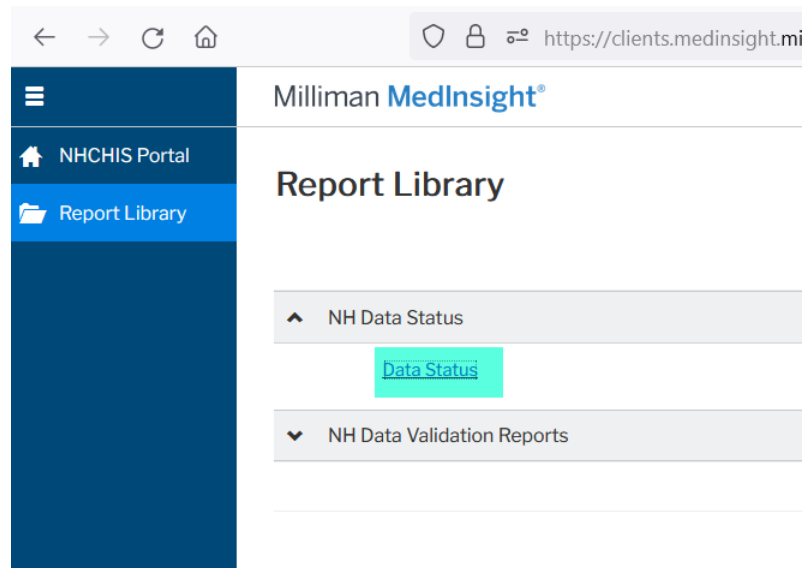 https://clients.medinsight.mi
Milliman MedInsight®
NHCHIS Portal
Report Library
Report Library
NH Data Status
Data Status
NH Data Validation Reports